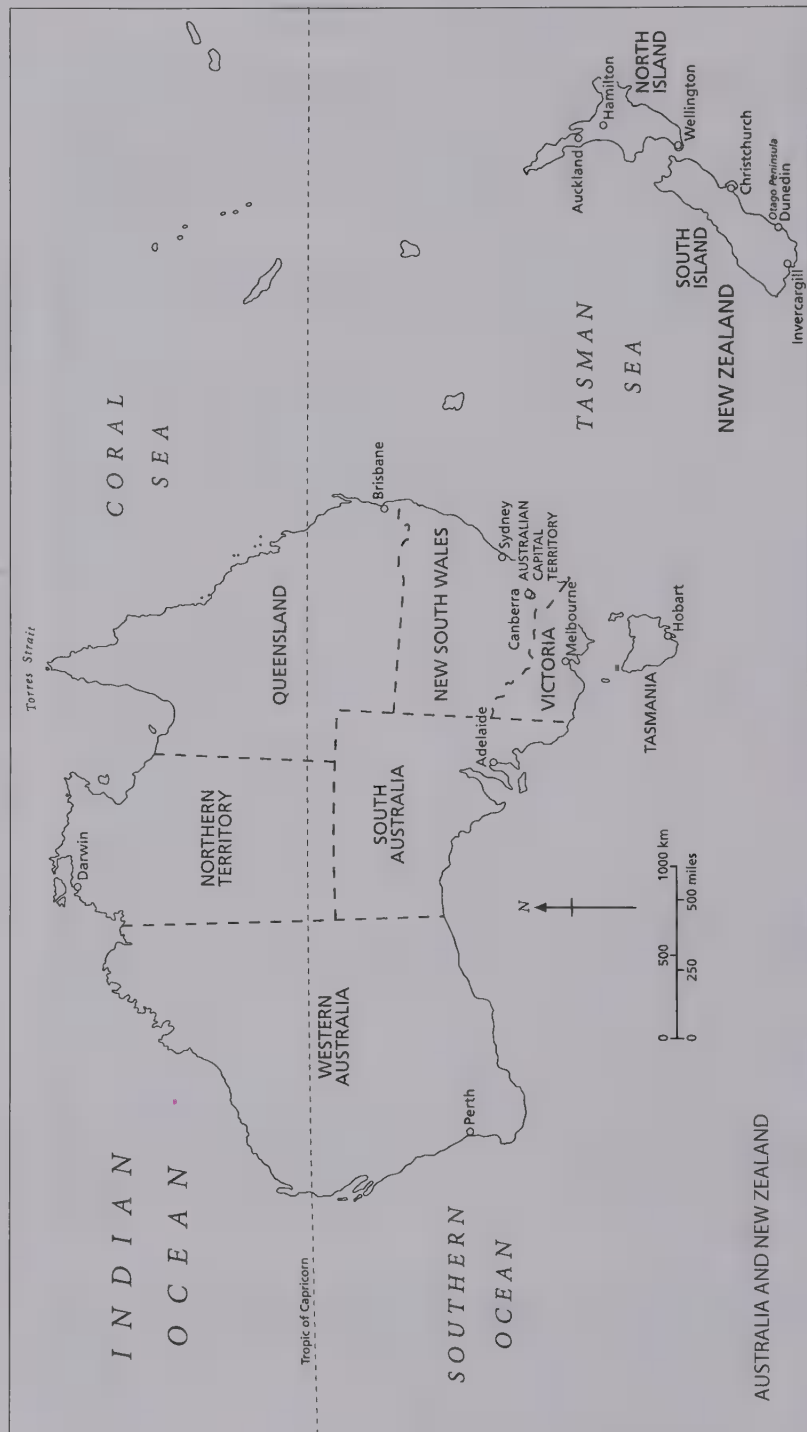 Torres Strait
CORAL
SEA
INDIAN
OCEAN
Darwin
NORTHERN
TERRITORY
QUEENSLAND
WESTERN
AUSTRALIA
Tropic of Capricorn
SOUTH
AUSTRALIA
Brisbane
NEW SOUTH WALES
Perth
Adelaide
Sydney
Canberra
AUSTRALIAN
CAPITAL
TERRITORY
VICTORIA
Melbourne
SOUTHERN
OCEAN
TASMANIA
Hobart
TASMAN
SEA
Auckland
Hamilton
NORTH
ISLAND
Wellington
SOUTH
ISLAND
Christchurch
Otago Peninsula
Dunedin
Invercargill
NEW ZEALAND
N
0 500 1000 km
0 250 500 miles
AUSTRALIA AND NEW ZEALAND